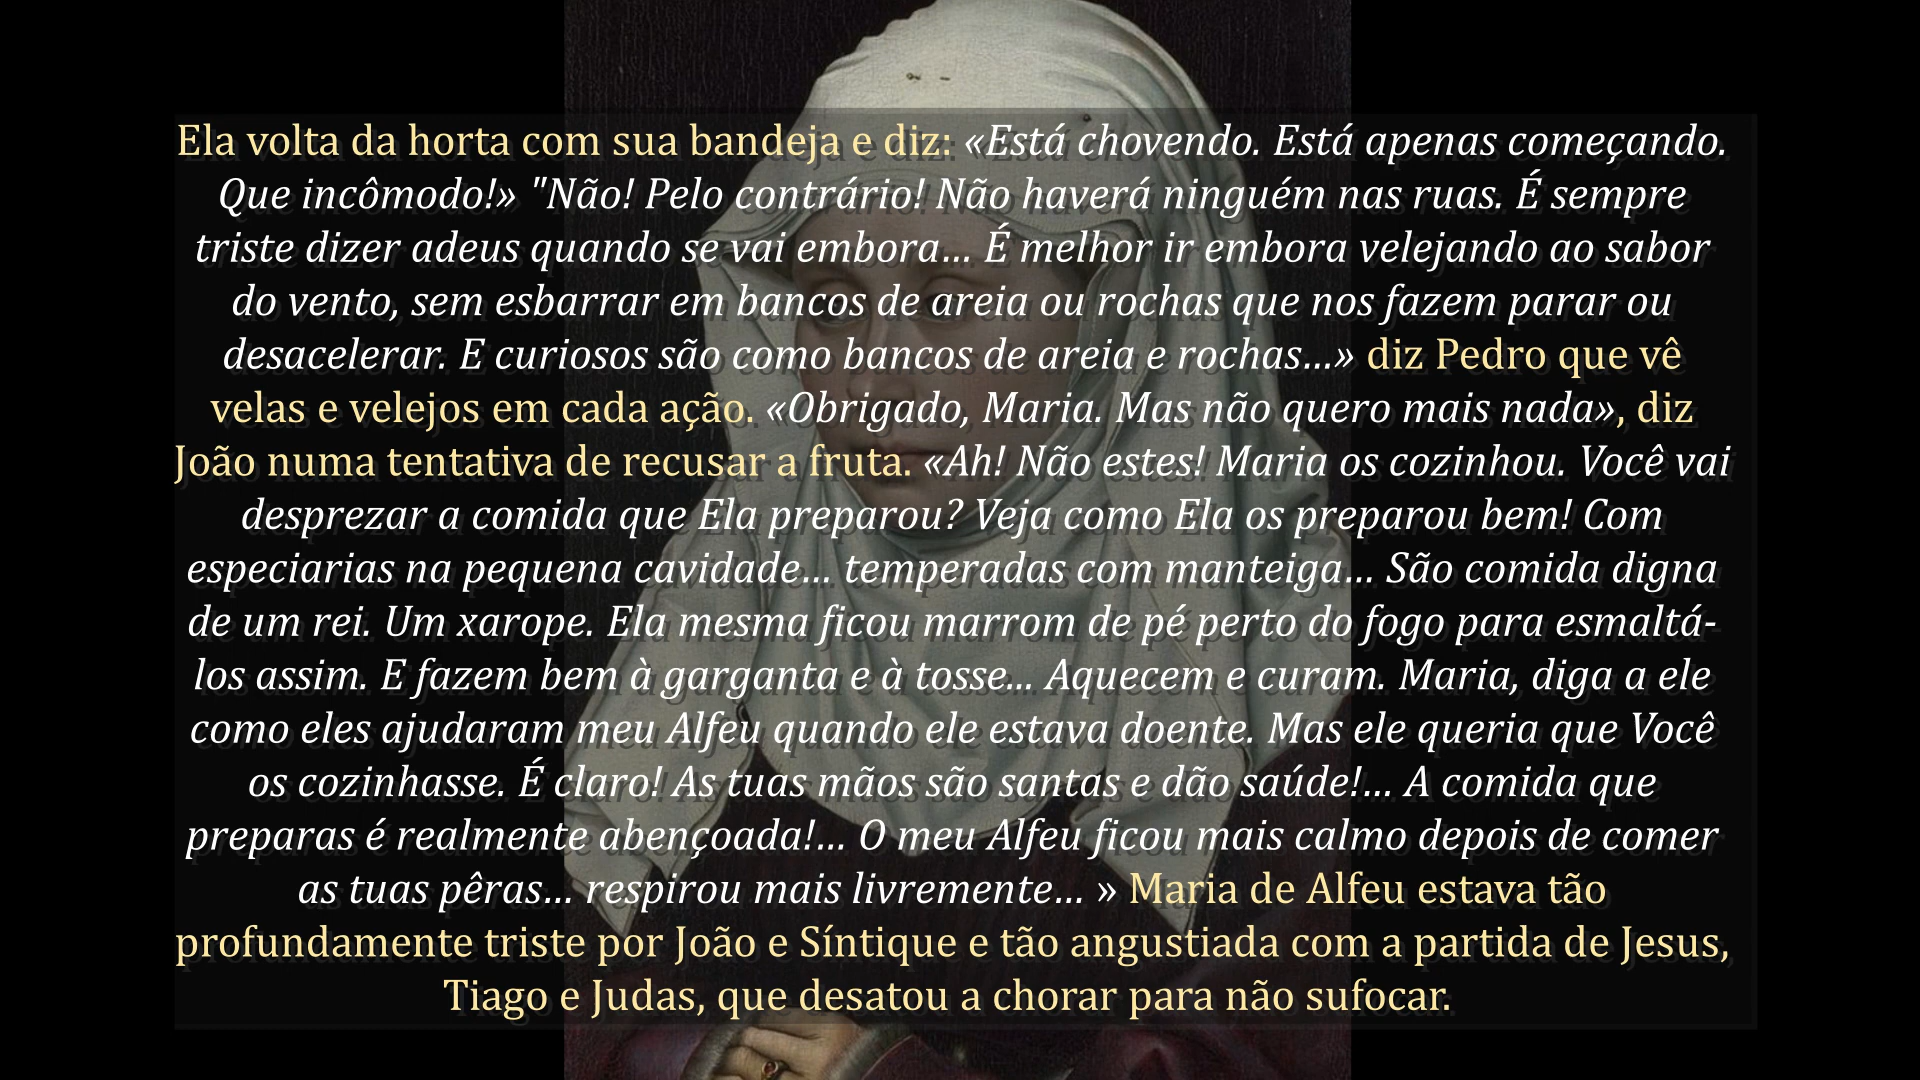 Ela volta da horta com sua bandeja e diz: «Está chovendo. Está apenas começando.
Que incômodo!» "Não! Pelo contrário! Não haverá ninguém nas ruas. É sempre
triste dizer adeus quando se vai embora… É melhor ir embora velejando ao sabor
do vento, sem esbarrar em bancos de areia ou rochas que nos fazem parar ou
desacelerar. E curiosos são como bancos de areia e rochas…» diz Pedro que vê
velas e velejos em cada ação. «Obrigado, Maria. Mas não quero mais nada», diz
João numa tentativa de recusar a fruta. «Ah! Não estes! Maria os cozinhou. Você vai
desprezar a comida que Ela preparou? Veja como Ela os preparou bem! Com
especiarias na pequena cavidade… temperadas com manteiga… São comida digna
de um rei. Um xarope. Ela mesma ficou marrom de pé perto do fogo para esmaltá-
los assim. E fazem bem à garganta e à tosse... Aquecem e curam. Maria, diga a ele
como eles ajudaram meu Alfeu quando ele estava doente. Mas ele queria que Você
os cozinhasse. É claro! As tuas mãos são santas e dão saúde!… A comida que
preparas é realmente abençoada!… O meu Alfeu ficou mais calmo depois de comer
as tuas pêras… respirou mais livremente… » Maria de Alfeu estava tão
profundamente triste por João e Síntique e tão angustiada com a partida de Jesus,
Tiago e Judas, que desatou a chorar para não sufocar.